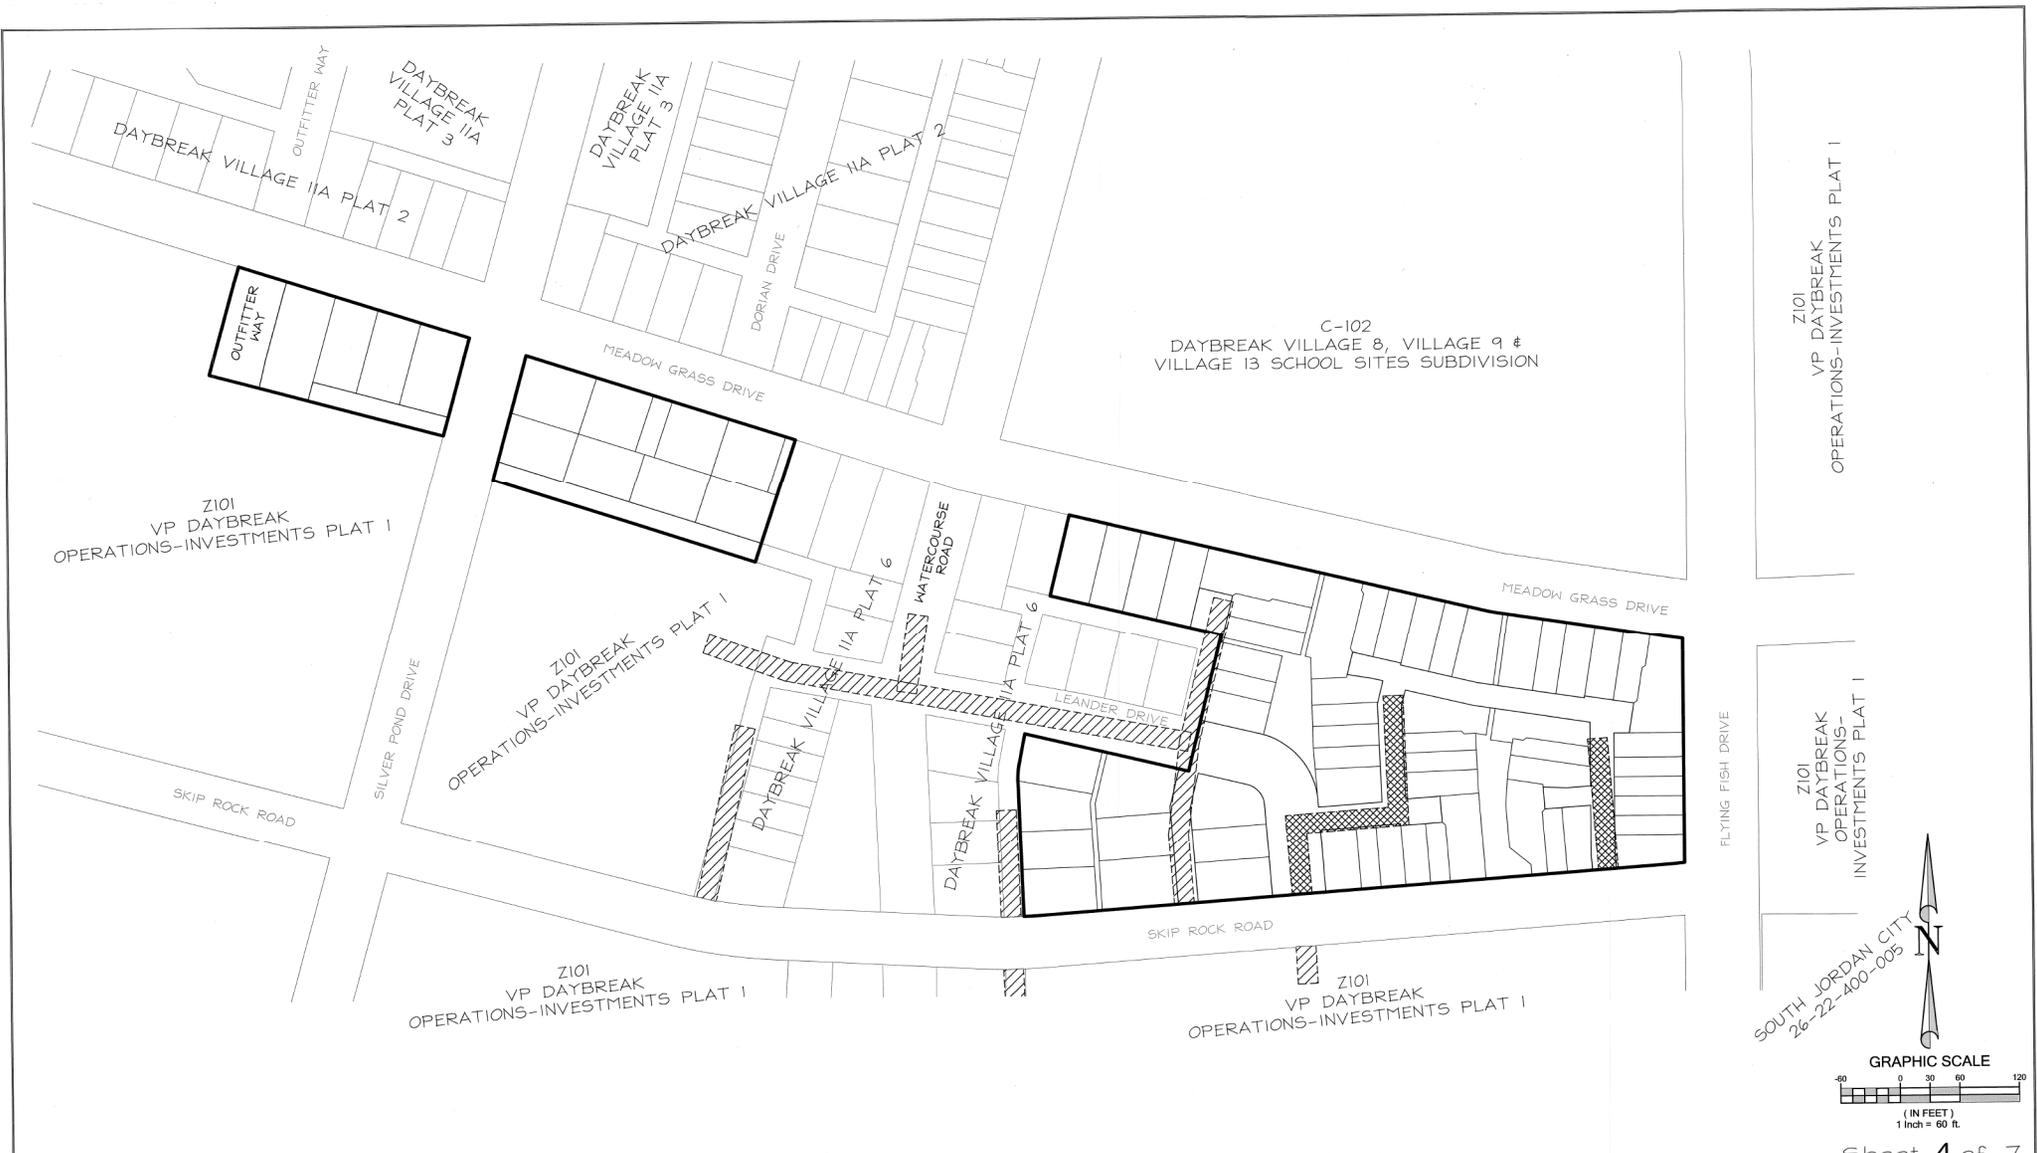 OUTFITTER WAY
DAYBREAK
VILLAGE 11A
PLAT 3
DAYBREAK
VILLAGE 11A
PLAT 3
DAYBREAK VILLAGE 11A PLAT 2
DAYBREAK VILLAGE 11A PLAT 2
DORIAN DRIVE
OUTFITTER
WAY
MEADOW GRASS DRIVE
C-102
DAYBREAK VILLAGE 8, VILLAGE 9 &
VILLAGE 13 SCHOOL SITES SUBDIVISION
Z101
VP DAYBREAK
OPERATIONS-INVESTMENTS PLAT 1
Z101
VP DAYBREAK
OPERATIONS-INVESTMENTS PLAT 1
WATERCOURSE
ROAD
DAYBREAK VILLAGE 11A PLAT 6
DAYBREAK VILLAGE 11A PLAT 6
MEADOW GRASS DRIVE
Z101
VP DAYBREAK
OPERATIONS-INVESTMENTS PLAT 1
LEANDER DRIVE
SILVER POND DRIVE
SKIP ROCK ROAD
FLYING FISH DRIVE
Z101
VP DAYBREAK
OPERATIONS-
INVESTMENTS PLAT 1
SKIP ROCK ROAD
Z101
VP DAYBREAK
OPERATIONS-INVESTMENTS PLAT 1
Z101
VP DAYBREAK
OPERATIONS-INVESTMENTS PLAT 1
SOUTH JORDAN CITY
26-22-400-005
N
GRAPHIC SCALE
-60 0 30 60 120
( IN FEET )
1 Inch = 60 ft.
Sheet 4 of 7